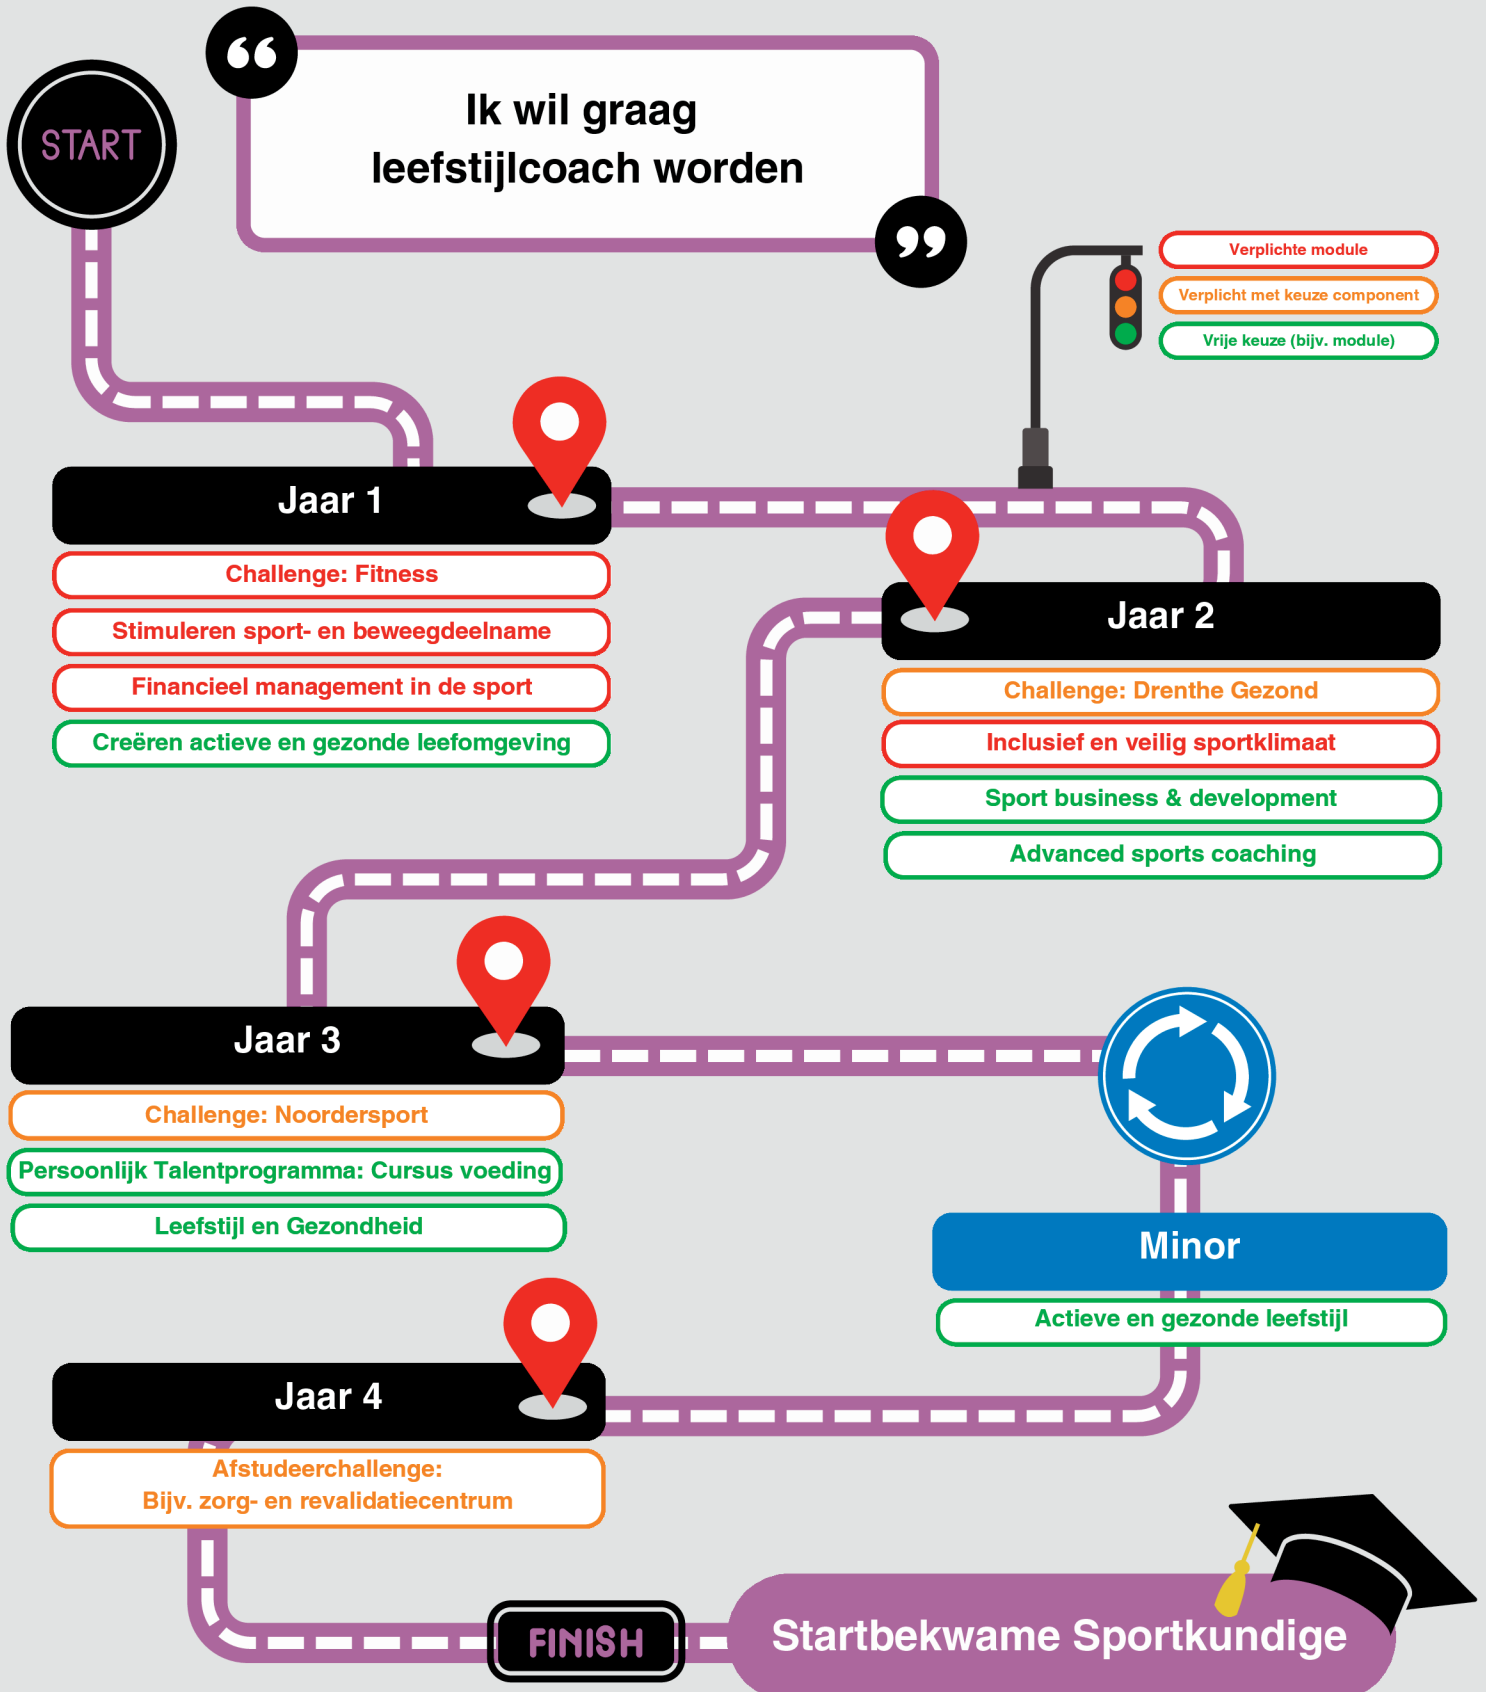 START
Ik wil graag
leefstijlcoach worden
Verplichte module
Verplicht met keuze component
Vrije keuze (bijv. module)
Jaar 1
Challenge: Fitness
Stimuleren sport- en beweegdeelname
Financieel management in de sport
Creëren actieve en gezonde leefomgeving
Jaar 2
Challenge: Drenthe Gezond
Inclusief en veilig sportklimaat
Sport business & development
Advanced sports coaching
Jaar 3
Challenge: Noordersport
Persoonlijk Talentprogramma: Cursus voeding
Leefstijl en Gezondheid
Minor
Actieve en gezonde leefstijl
Jaar 4
Afstudeerchallenge:
Bijv. zorg- en revalidatiecentrum
FINISH
Startbekwame Sportkundige